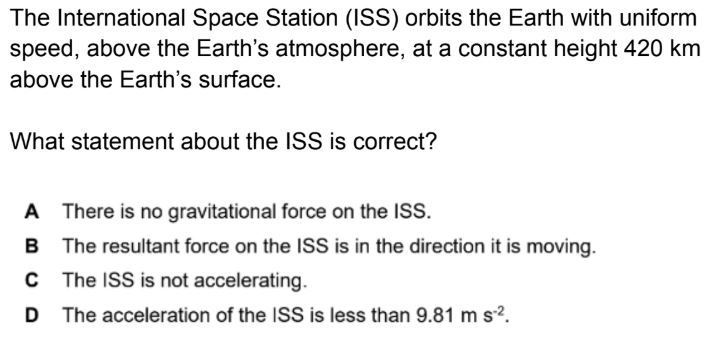 The International Space Station (ISS) orbits the Earth with uniform
speed, above the Earth's atmosphere, at a constant height 420 km
above the Earth's surface.
What statement about the ISS is correct?
A There is no gravitational force on the ISS.
B The resultant force on the ISS is in the direction it is moving.
C The ISS is not accelerating.
D The acceleration of the ISS is less than 9.81 m s⁻².